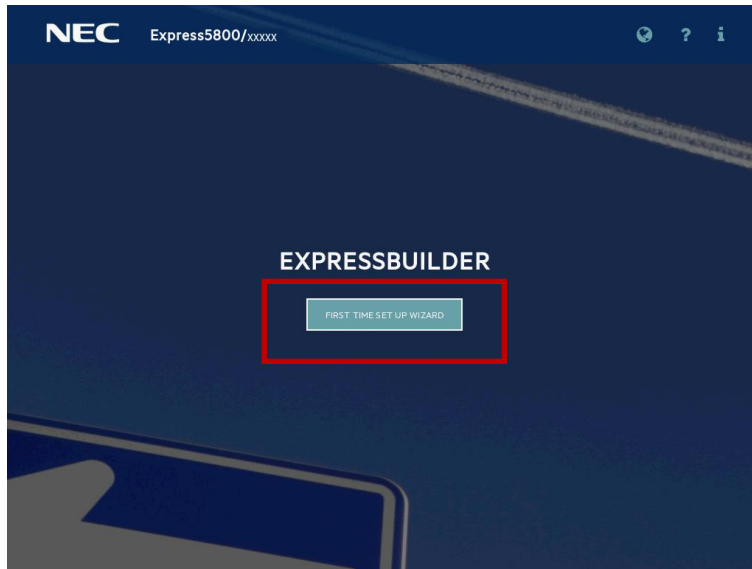 NEC Express5800/xxxxx ? i
EXPRESSBUILDER
FIRST TIME SET UP WIZARD